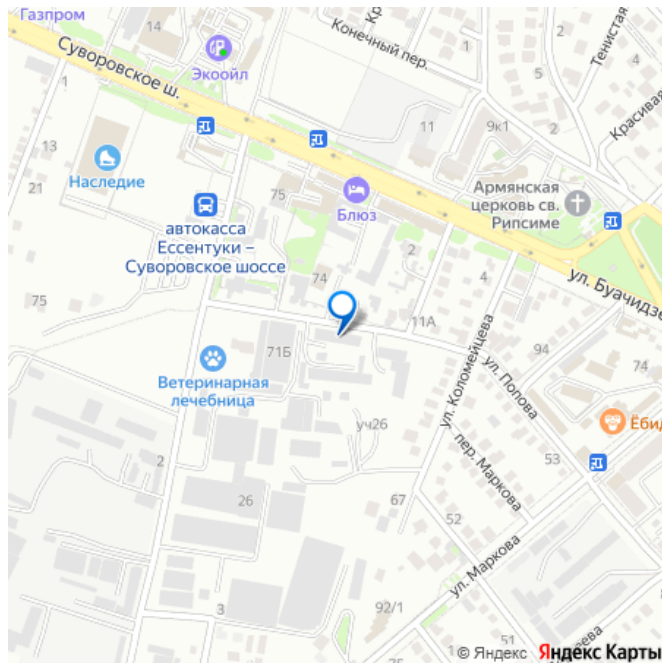 Газпром
14
Суворовское ш.
Экоойл
Конечный пер.
5
2
Тенистая
4
Красивая
1
13
21
Наследие
11
9к1
75
Блюз
Армянская
церковь св.
Рипсиме
автокасса
Ессентуки –
Суворовское шоссе
74
2
4
ул. Буачидзе
75
71Б
11А
ул. Коломейцева
ул. Попова
94
74
Ветеринарная
лечебница
уч26
пер. Маркова
53
2
26
67
52
ул. Маркова
3
92/1
51
© Яндекс
Яндекс Карты